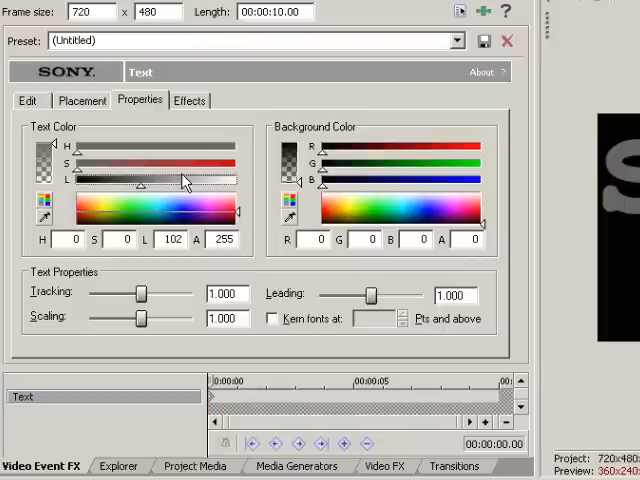 Frame size: 720 x 480 Length: 00:00:10.00 ?
Preset: (Untitled)
SONY. Text About ?
Edit Placement Properties Effects
Text Color Background Color
H R
S G
L B
H 0 S 0 L 102 A 255 R 0 G 0 B 0 A 0
Text Properties
Tracking: 1.000 Leading: 1.000
Scaling: 1.000 Kern fonts at: Pts and above
0:00:00 00:00:05 00:
Text
00:00:00.00
Video Event FX Explorer Project Media Media Generators Video FX Transitions
Project: 720x480:
Preview: 360x240:
S